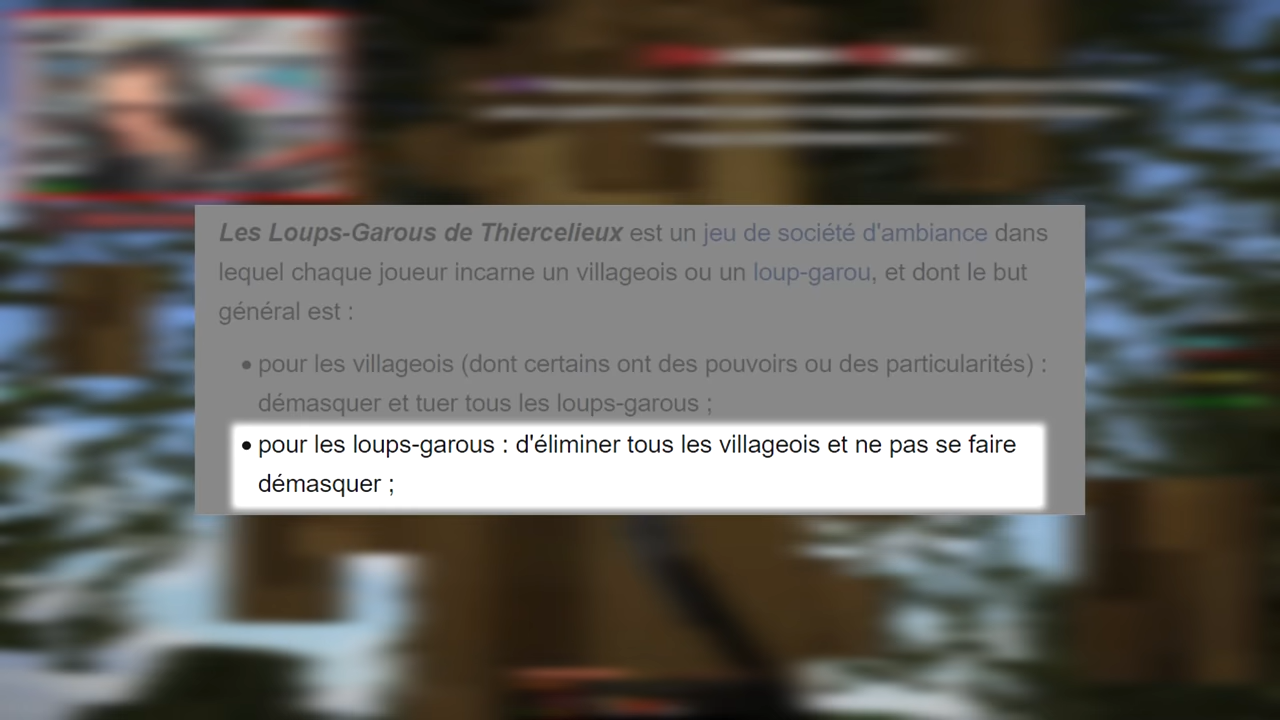 Les Loups-Garous de Thiercelieux est un jeu de société d'ambiance dans
lequel chaque joueur incarne un villageois ou un loup-garou, et dont le but
général est :
• pour les villageois (dont certains ont des pouvoirs ou des particularités) :
démasquer et tuer tous les loups-garous ;
• pour les loups-garous : d'éliminer tous les villageois et ne pas se faire
démasquer ;